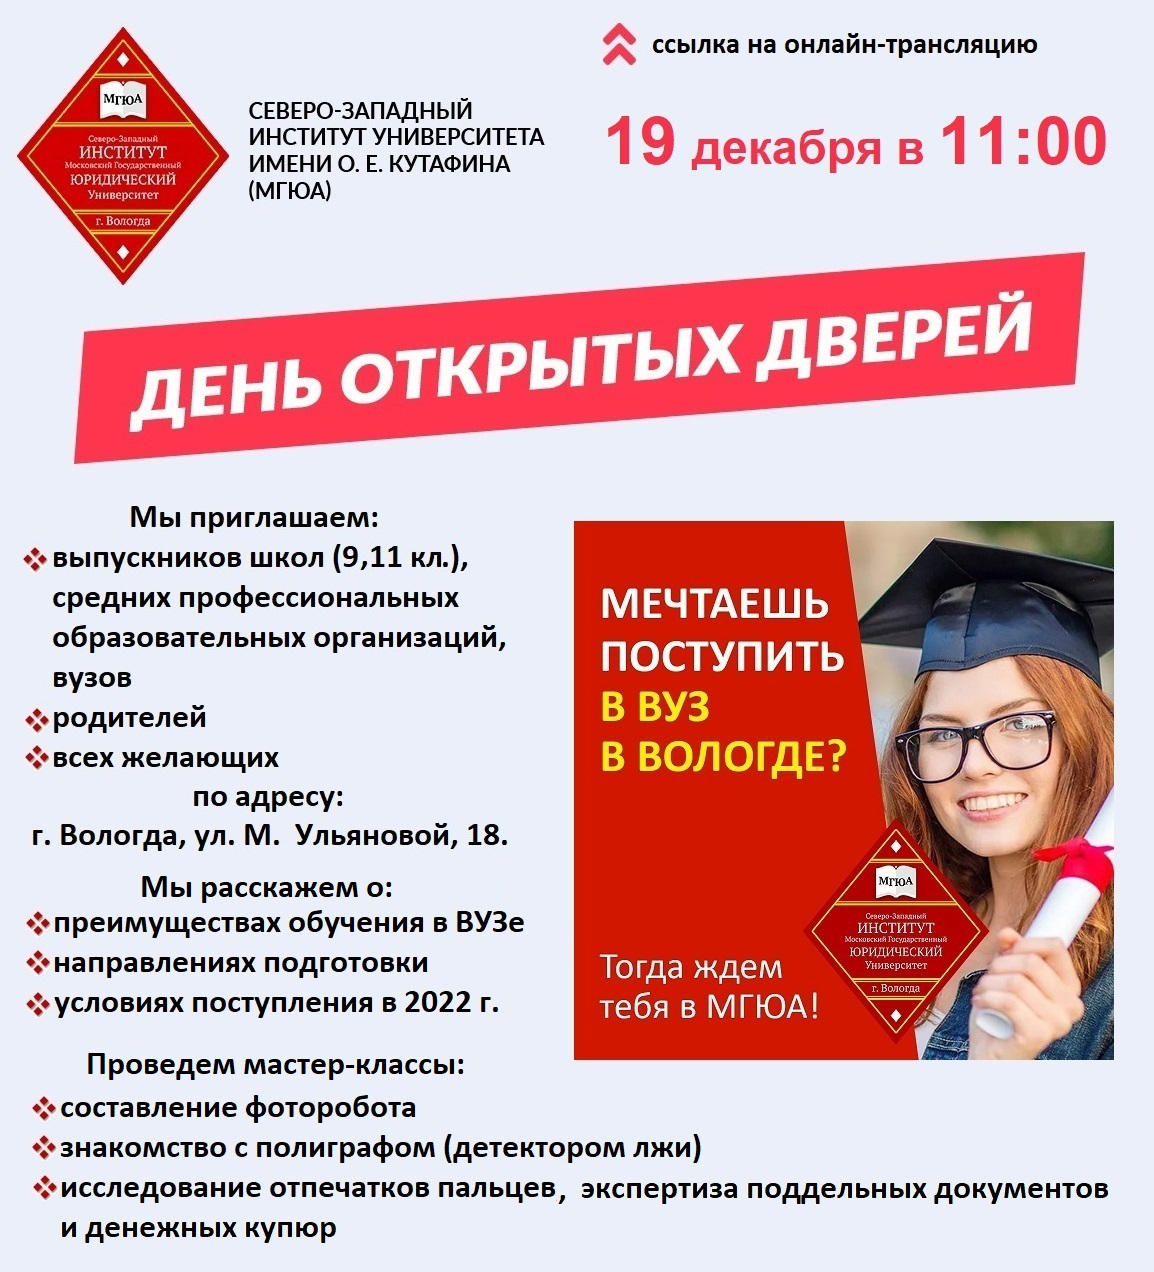 МГЮА
Северо-Западный
ИНСТИТУТ
Московский Государственный
ЮРИДИЧЕСКИЙ
Университет
г. Вологда
СЕВЕРО-ЗАПАДНЫЙ
ИНСТИТУТ УНИВЕРСИТЕТА
ИМЕНИ О. Е. КУТАФИНА
(МГЮА)
ссылка на онлайн-трансляцию
19 декабря в 11:00
ДЕНЬ ОТКРЫТЫХ ДВЕРЕЙ
Мы приглашаем:
выпускников школ (9,11 кл.),
средних профессиональных
образовательных организаций,
вузов
родителей
всех желающих
по адресу:
г. Вологда, ул. М. Ульяновой, 18.
Мы расскажем о:
преимуществах обучения в ВУЗе
направлениях подготовки
условиях поступления в 2022 г.
МЕЧТАЕШЬ
ПОСТУПИТЬ
В ВУЗ
В ВОЛОГДЕ?
Тогда ждем
тебя в МГЮА!
МГЮА
Северо-Западный
ИНСТИТУТ
Московский Государственный
ЮРИДИЧЕСКИЙ
Университет
г. Вологда
Проведем мастер-классы:
составление фоторобота
знакомство с полиграфом (детектором лжи)
исследование отпечатков пальцев, экспертиза поддельных документов
и денежных купюр